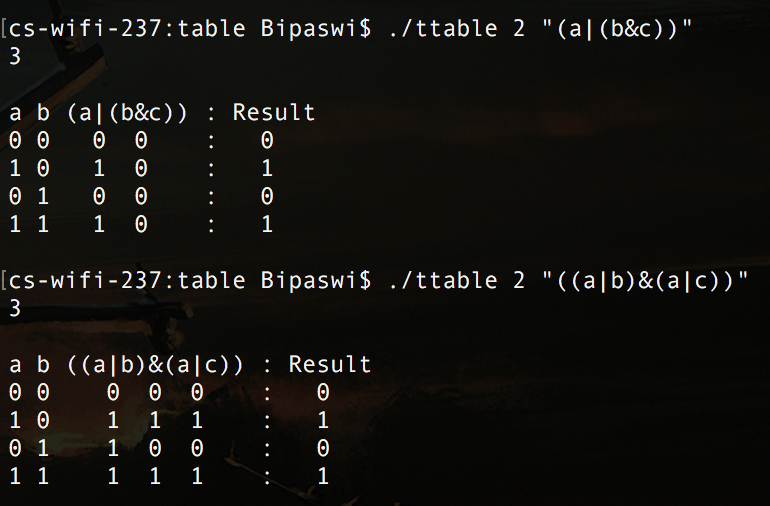 [cs-wifi-237:table Bipaswi$ ./ttable 2 "(a|(b&c))"
3
a b (a|(b&c)) : Result
0 0   0  0    :   0
1 0   1  0    :   1
0 1   0  0    :   0
1 1   1  0    :   1
[cs-wifi-237:table Bipaswi$ ./ttable 2 "((a|b)&(a|c))"
3
a b ((a|b)&(a|c)) : Result
0 0    0  0  0    :   0
1 0    1  1  1    :   1
0 1    1  0  0    :   0
1 1    1  1  1    :   1